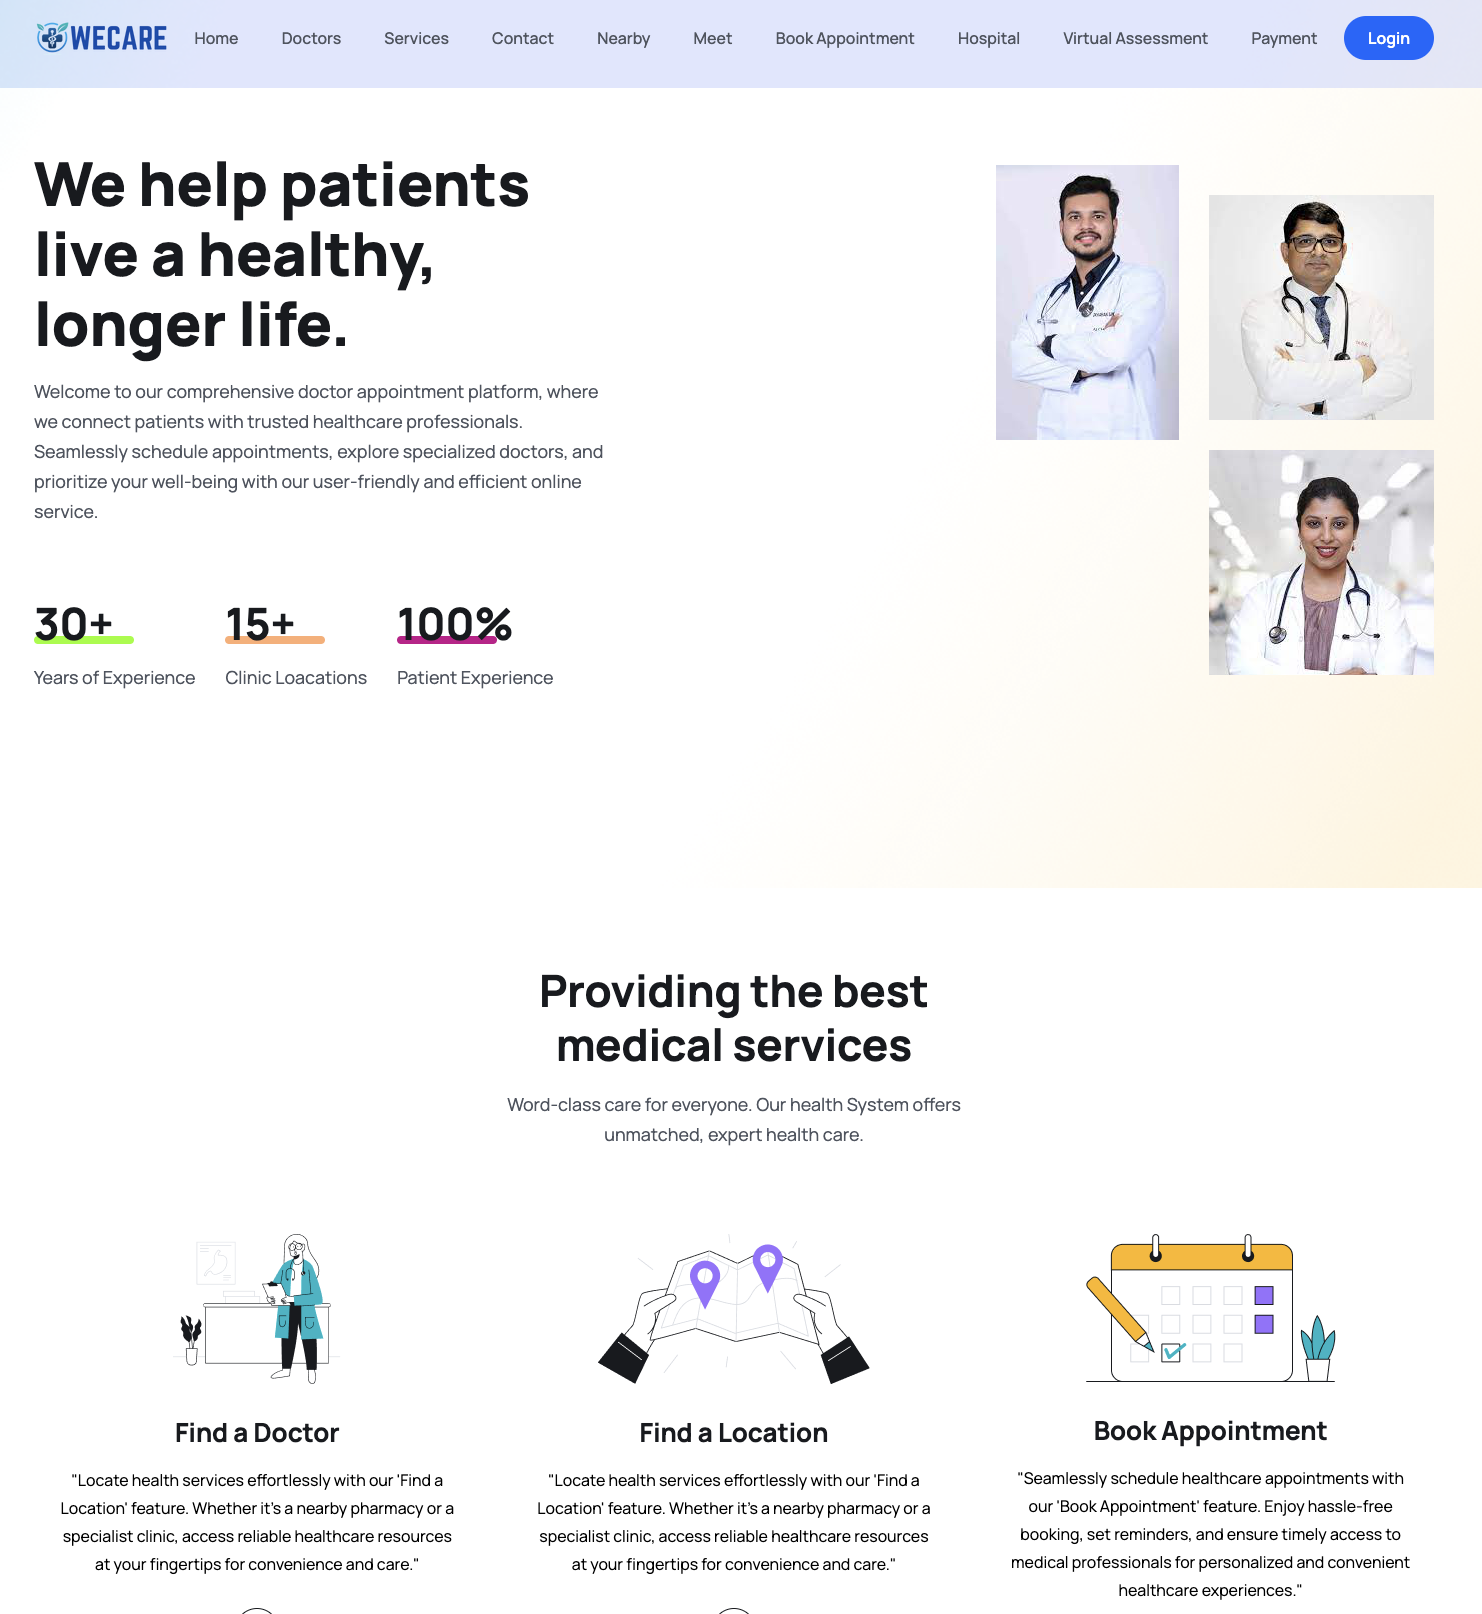 WECARE
Home Doctors Services Contact Nearby Meet Book Appointment Hospital Virtual Assessment Payment Login
We help patients
live a healthy,
longer life.
Welcome to our comprehensive doctor appointment platform, where
we connect patients with trusted healthcare professionals.
Seamlessly schedule appointments, explore specialized doctors, and
prioritize your well-being with our user-friendly and efficient online
service.
30+ 15+ 100%
Years of Experience Clinic Loacations Patient Experience
Providing the best
medical services
Word-class care for everyone. Our health System offers
unmatched, expert health care.
Find a Doctor
"Locate health services effortlessly with our 'Find a
Location' feature. Whether it's a nearby pharmacy or a
specialist clinic, access reliable healthcare resources
at your fingertips for convenience and care."
Find a Location
"Locate health services effortlessly with our 'Find a
Location' feature. Whether it's a nearby pharmacy or a
specialist clinic, access reliable healthcare resources
at your fingertips for convenience and care."
Book Appointment
"Seamlessly schedule healthcare appointments with
our 'Book Appointment' feature. Enjoy hassle-free
booking, set reminders, and ensure timely access to
medical professionals for personalized and convenient
healthcare experiences."